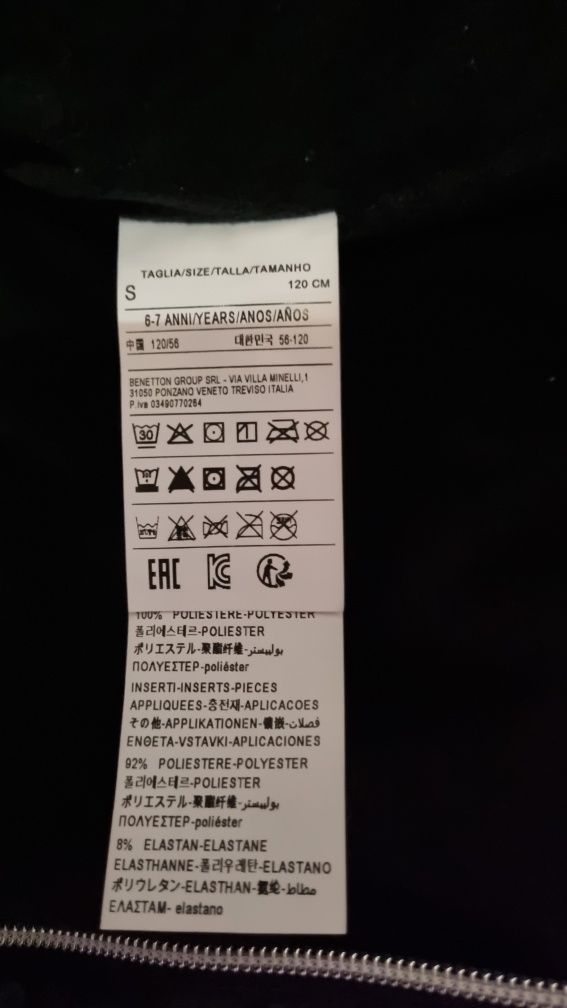 TAGLIA/SIZE/TALLA/TAMANHO
S 120 CM
6-7 ANNI/YEARS/ANOS/AÑOS
中国 120/56 대한민국 56-120
BENETTON GROUP SRL - VIA VILLA MINELLI,1
31050 PONZANO VENETO TREVISO ITALIA
P.iva 03490770264
30
EAC
100% POLIESTERE-POLYESTER
폴리에스테르-POLIESTER
ポリエステル-聚酯纤维-بوليستر
ΠΟΛΥΕΣΤΕΡ-poliéster
INSERTI-INSERTS-PIECES
APPLIQUEES-충전재-APLICACOES
その他-APPLIKATIONEN-镶嵌-فصلات
ΕΝΘΕΤΑ-VSTAVKI-APLICACIONES
92% POLIESTERE-POLYESTER
폴리에스테르-POLIESTER
ポリエステル-聚酯纤维-بوليستر
ΠΟΛΥΕΣΤΕΡ-poliéster
8% ELASTAN-ELASTANE
ELASTHANNE-폴리우레탄-ELASTANO
ポリウレタン-ELASTHAN-氨纶-مطاط
ΕΛΑΣΤΑΜ- elastano